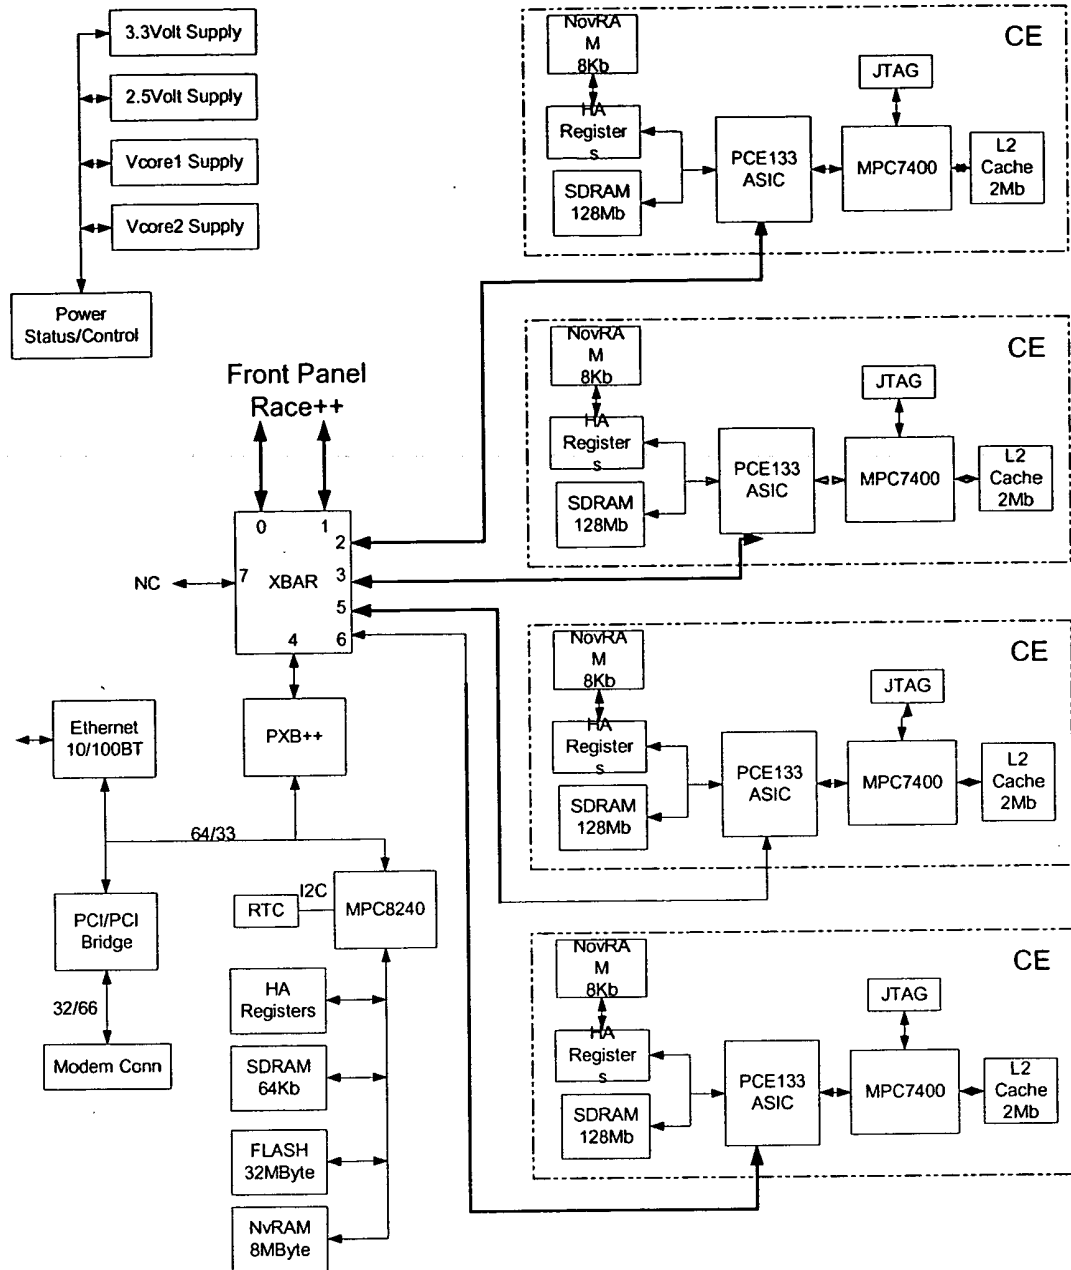 3.3Volt Supply
2.5Volt Supply
Vcore1 Supply
Vcore2 Supply
Power
Status/Control
Front Panel
Race++
0
1
2
3
5
6
4
7
XBAR
NC
PXB++
Ethernet
10/100BT
64/33
PCI/PCI
Bridge
32/66
Modem Conn
RTC
I2C
MPC8240
HA
Registers
SDRAM
64Kb
FLASH
32MByte
NvRAM
8MByte
CE
NovRA
M
8Kb
HA
Register
s
SDRAM
128Mb
PCE133
ASIC
JTAG
MPC7400
L2
Cache
2Mb
CE
NovRA
M
8Kb
HA
Register
s
SDRAM
128Mb
PCE133
ASIC
JTAG
MPC7400
L2
Cache
2Mb
CE
NovRA
M
8Kb
HA
Register
s
SDRAM
128Mb
PCE133
ASIC
JTAG
MPC7400
L2
Cache
2Mb
CE
NovRA
M
8Kb
HA
Register
s
SDRAM
128Mb
PCE133
ASIC
JTAG
MPC7400
L2
Cache
2Mb